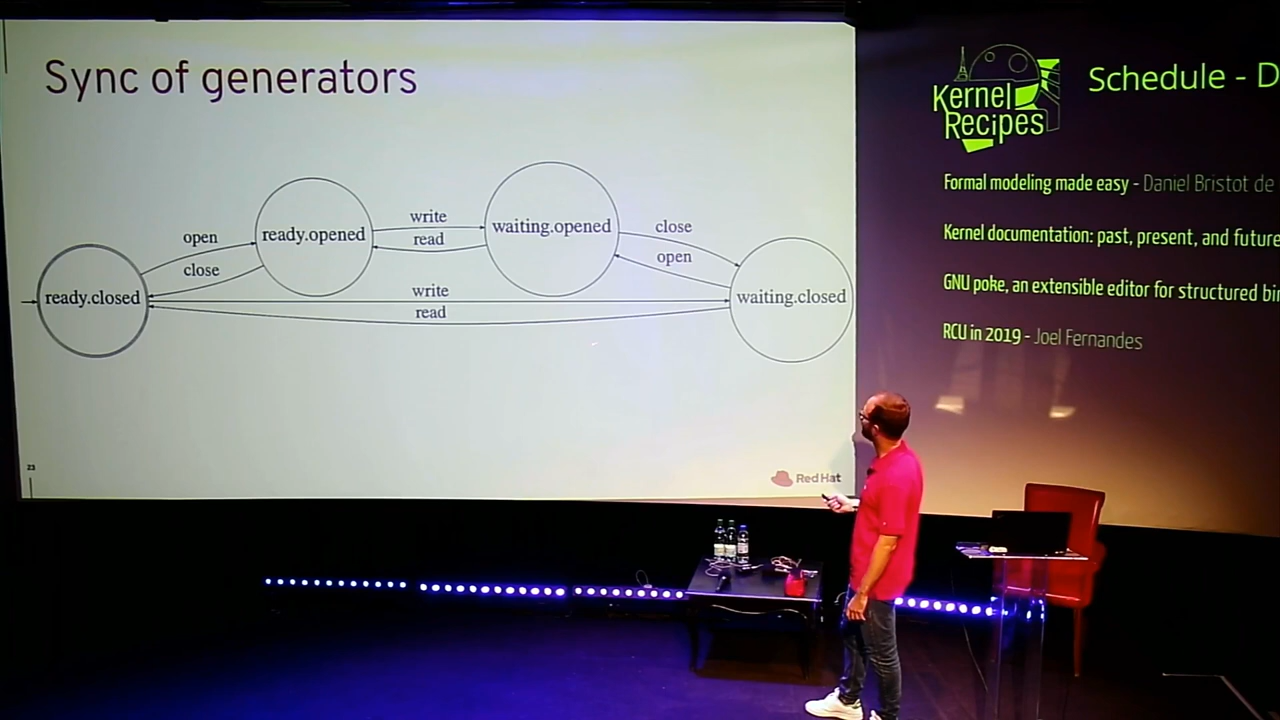 Sync of generators
ready.closed
open
close
ready.opened
write
read
waiting.opened
close
open
waiting.closed
write
read
23
Red Hat
Kernel
Recipes
Schedule - D
Formal modeling made easy - Daniel Bristot de
Kernel documentation: past, present, and future
GNU poke, an extensible editor for structured bin
RCU in 2019 - Joel Fernandes